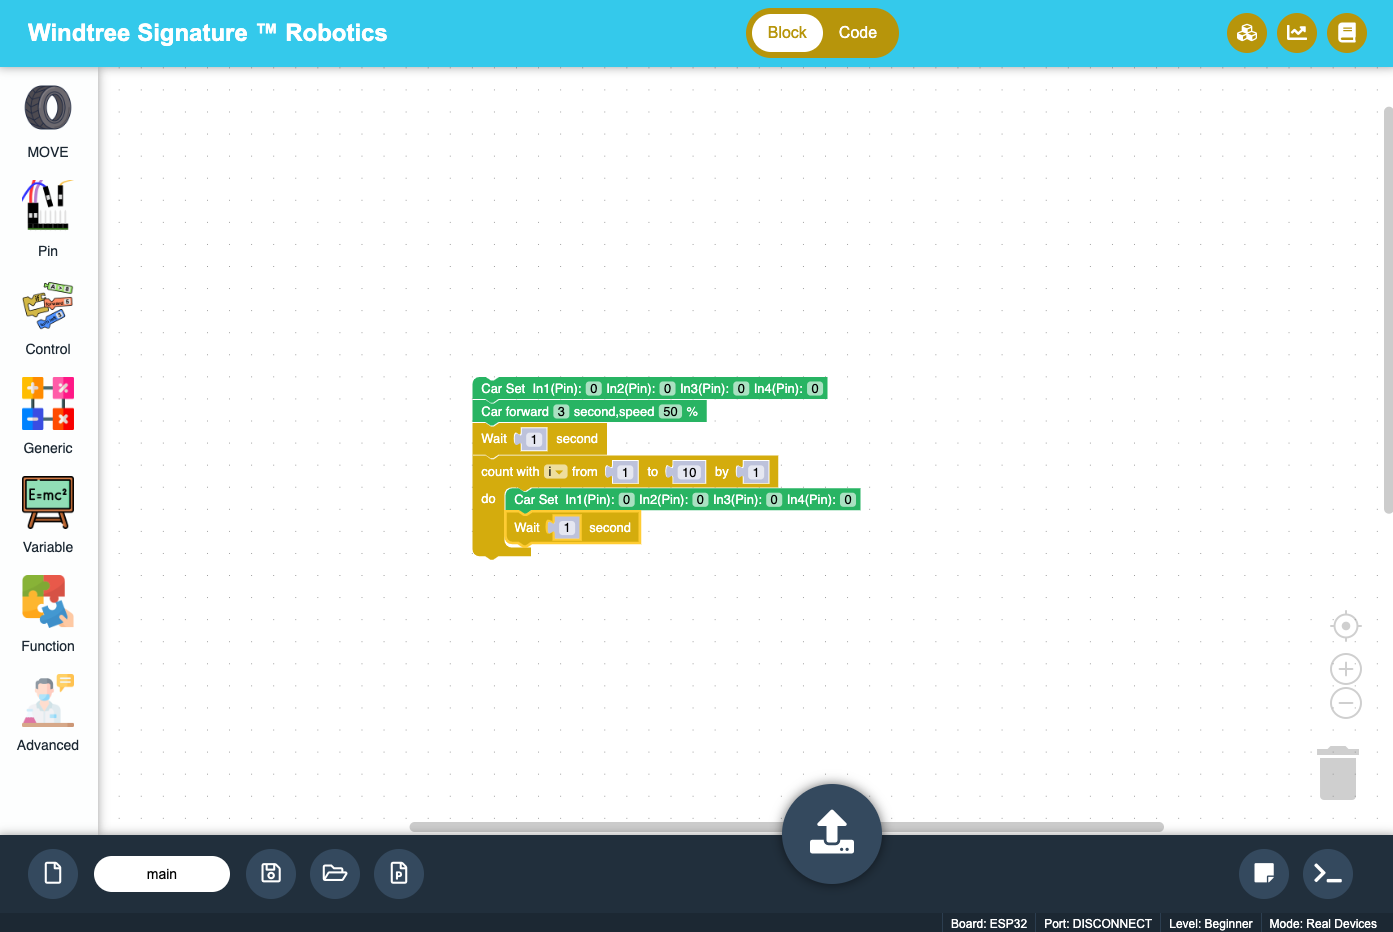 Windtree Signature ™ Robotics
Block
Code
MOVE
Pin
Control
Generic
E=mc²
Variable
Function
Advanced
Car Set In1(Pin): 0 In2(Pin): 0 In3(Pin): 0 In4(Pin): 0
Car forward 3 second,speed 50 %
Wait 1 second
count with i from 1 to 10 by 1
do
Car Set In1(Pin): 0 In2(Pin): 0 In3(Pin): 0 In4(Pin): 0
Wait 1 second
main
P
Board: ESP32
Port: DISCONNECT
Level: Beginner
Mode: Real Devices